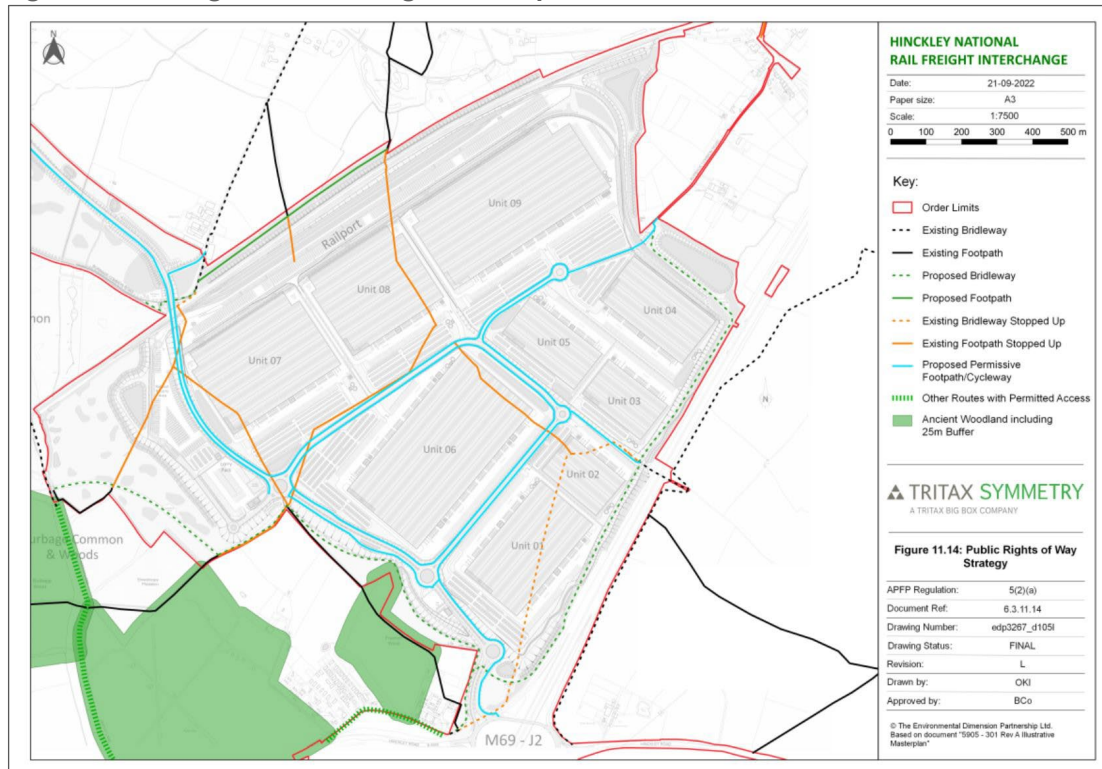 N
HINCKLEY NATIONAL
RAIL FREIGHT INTERCHANGE
Date: 21-09-2022
Paper size: A3
Scale: 1:7500
0 100 200 300 400 500 m
Key:
Order Limits
Existing Bridleway
Existing Footpath
Proposed Bridleway
Proposed Footpath
Existing Bridleway Stopped Up
Existing Footpath Stopped Up
Proposed Permissive
Footpath/Cycleway
Other Routes with Permitted Access
Ancient Woodland including
25m Buffer
TRITAX SYMMETRY
A TRITAX BIG BOX COMPANY
Figure 11.14: Public Rights of Way
Strategy
APFP Regulation: 5(2)(a)
Document Ref: 6.3.11.14
Drawing Number: edp3267_d105l
Drawing Status: FINAL
Revision: L
Drawn by: OKI
Approved by: BCo
© The Environmental Dimension Partnership Ltd.
Based on document "5905 - 301 Rev A Illustrative
Masterplan"
Unit 09
Railport
Unit 08
Unit 04
Unit 07
Unit 05
Unit 03
Unit 06
Unit 02
Unit 01
urbage Common
& Woods
M69 - J2
N